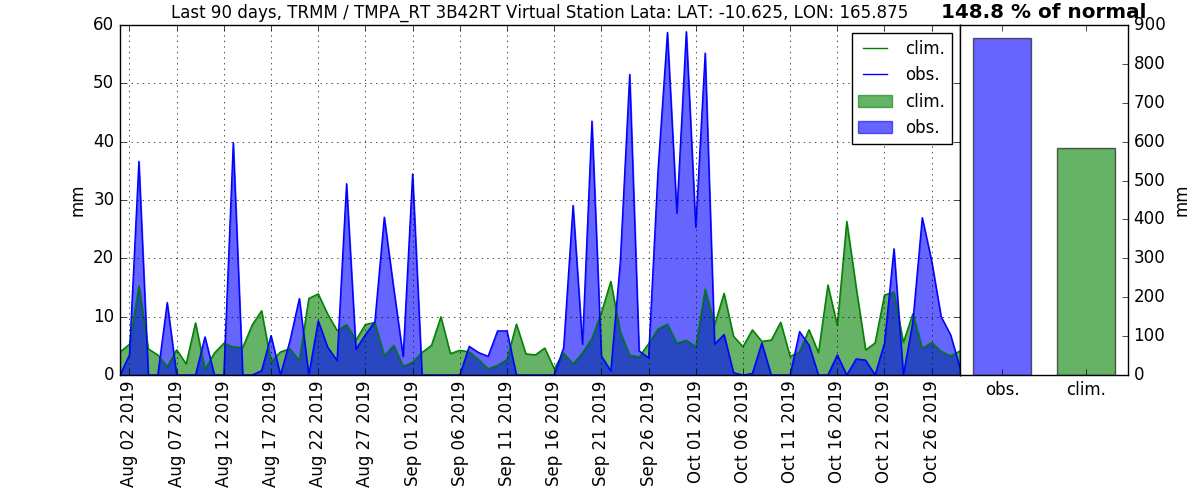 Last 90 days, TRMM / TMPA_RT 3B42RT Virtual Station Lata: LAT: -10.625, LON: 165.875
148.8 % of normal
60
50
40
30
20
10
0
mm
clim.
obs.
clim.
obs.
900
800
700
600
500
400
300
200
100
0
mm
Aug 02 2019
Aug 07 2019
Aug 12 2019
Aug 17 2019
Aug 22 2019
Aug 27 2019
Sep 01 2019
Sep 06 2019
Sep 11 2019
Sep 16 2019
Sep 21 2019
Sep 26 2019
Oct 01 2019
Oct 06 2019
Oct 11 2019
Oct 16 2019
Oct 21 2019
Oct 26 2019
obs.
clim.